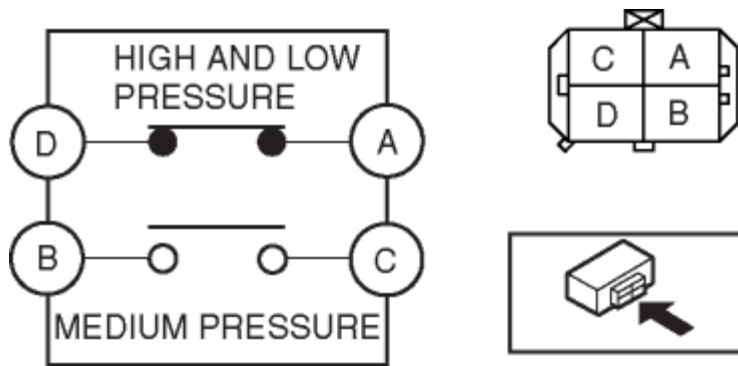 HIGH AND LOW
PRESSURE
D
A
B
C
MEDIUM PRESSURE
C A
D B